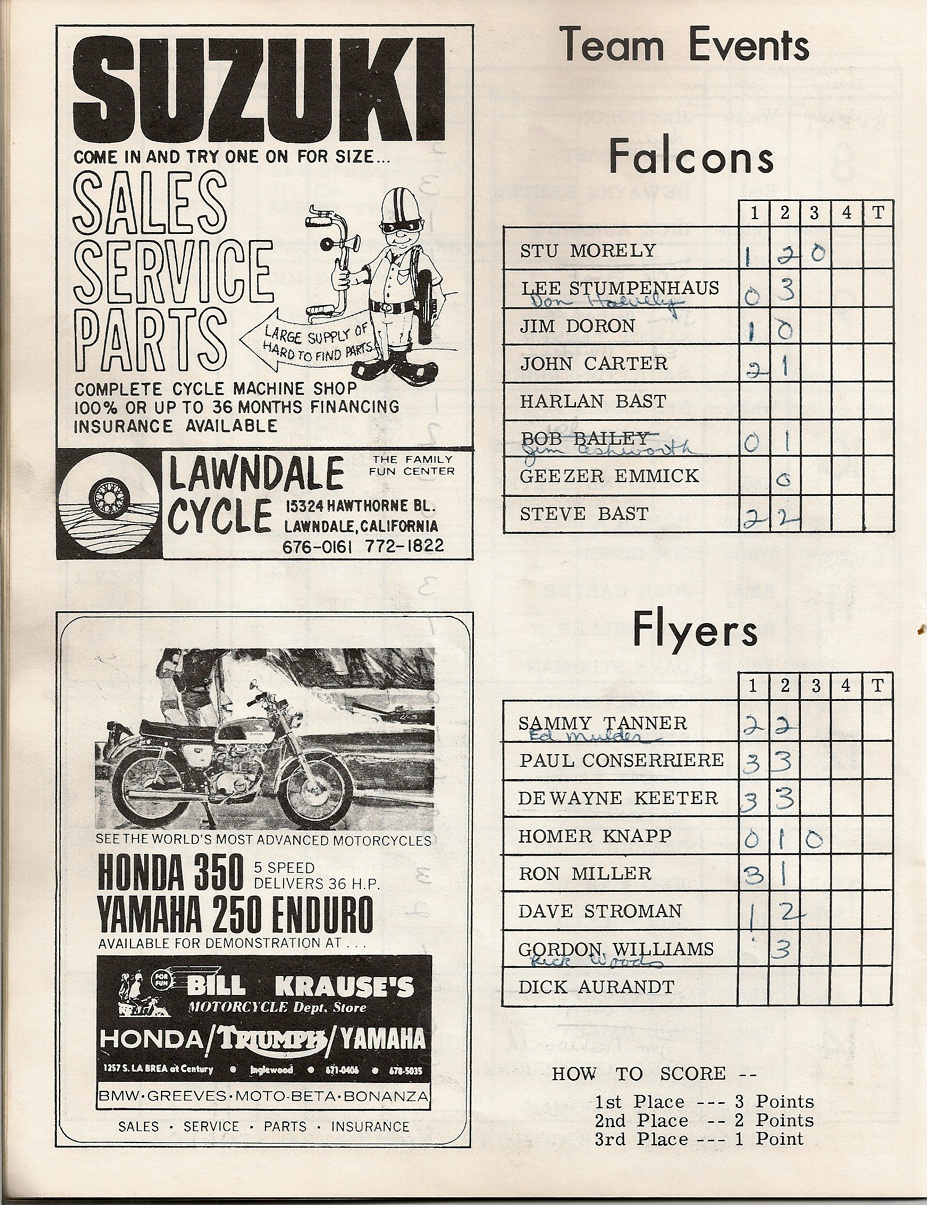 SUZUKI
COME IN AND TRY ONE ON FOR SIZE...
SALES
SERVICE
PARTS
LARGE SUPPLY OF
HARD TO FIND PARTS
COMPLETE CYCLE MACHINE SHOP
100% OR UP TO 36 MONTHS FINANCING
INSURANCE AVAILABLE
LAWNDALE
CYCLE
THE FAMILY
FUN CENTER
15324 HAWTHORNE BL.
LAWNDALE, CALIFORNIA
676-0161 772-1822
SEE THE WORLD'S MOST ADVANCED MOTORCYCLES
HONDA 350 5 SPEED
DELIVERS 36 H.P.
YAMAHA 250 ENDURO
AVAILABLE FOR DEMONSTRATION AT . . .
FOR
FUN
BILL KRAUSE'S
MOTORCYCLE Dept. Store
HONDA/TRIUMPH/YAMAHA
1257 S. LA BREA at Century • Inglewood • 671-0406 • 678-5035
BMW·GREEVES·MOTO-BETA·BONANZA
SALES · SERVICE · PARTS · INSURANCE
Team Events
Falcons
1 2 3 4 T
STU MORELY 1 2 0
LEE STUMPENHAUS 0 3
Don
JIM DORON 1 0
JOHN CARTER 2 1
HARLAN BAST
BOB BAILEY 0 1
Jim Ashworth
GEEZER EMMICK 0
STEVE BAST 2 2
Flyers
1 2 3 4 T
SAMMY TANNER 2 2
Ed Mulder
PAUL CONSERRIERE 3 3
DEWAYNE KEETER 3 3
HOMER KNAPP 0 1 0
RON MILLER 3 1
DAVE STROMAN 1 2
GORDON WILLIAMS 3
Rick Woods
DICK AURANDT
HOW TO SCORE --
1st Place --- 3 Points
2nd Place -- 2 Points
3rd Place --- 1 Point